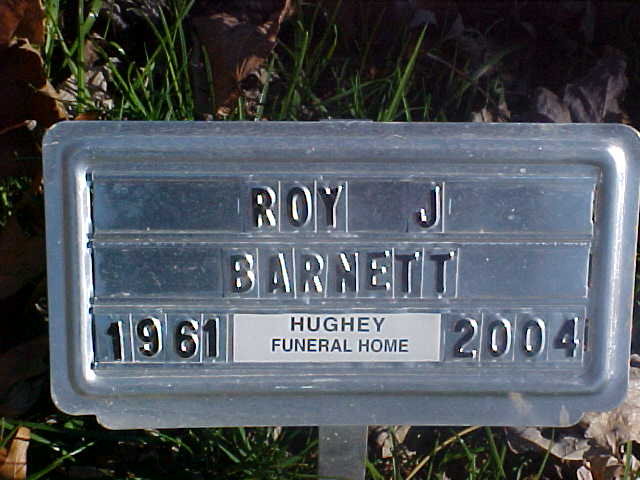 ROY J
BARNETT
1961 HUGHEY FUNERAL HOME 2004